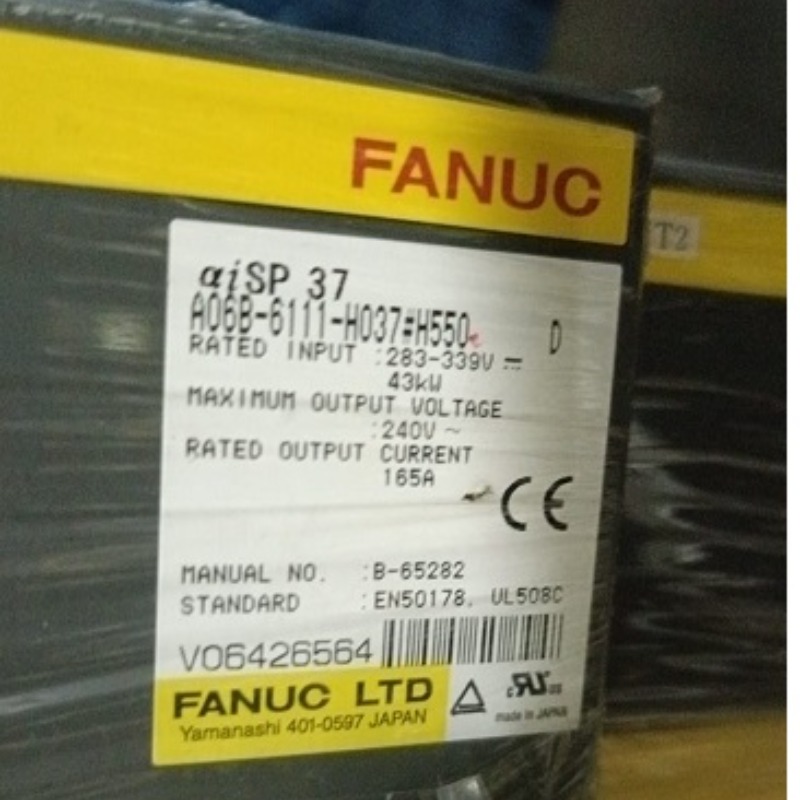 FANUC
T2
αiSP 37
A06B-6111-H037#H550 D
RATED INPUT :283-339V ⎓
43kW
MAXIMUM OUTPUT VOLTAGE
:240V ~
RATED OUTPUT CURRENT
165A
CE
MANUAL NO. :B-65282
STANDARD :EN50178, UL508C
V06426564
FANUC LTD
Yamanashi 401-0597 JAPAN
c RU us
made in JAPAN